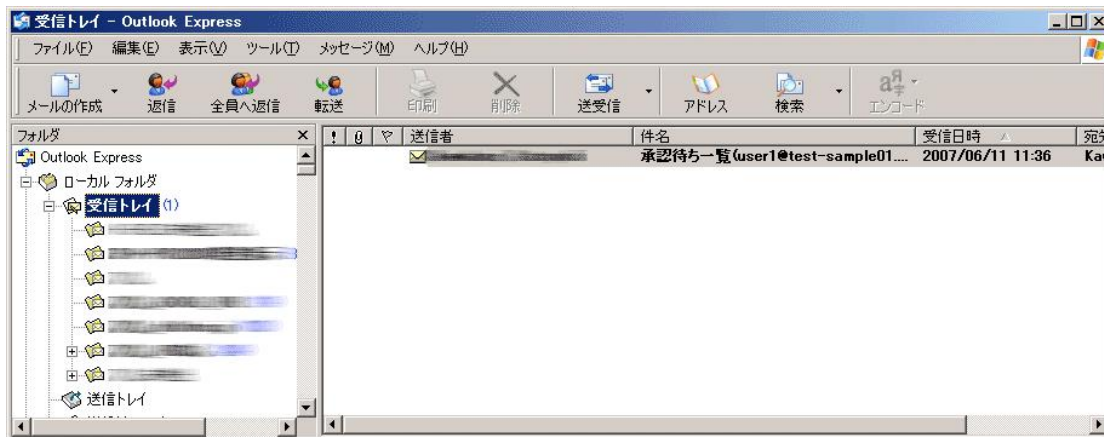 受信トレイ - Outlook Express
ファイル(F) 編集(E) 表示(V) ツール(T) メッセージ(M) ヘルプ(H)
メールの作成 返信 全員へ返信 転送 印刷 削除 送受信 アドレス 検索 エンコード
フォルダ
! 送信者 件名 受信日時
Outlook Express
承認待ち一覧(user1@test-sample01.... 2007/06/11 11:36
ローカル フォルダ
受信トレイ (1)
送信トレイ